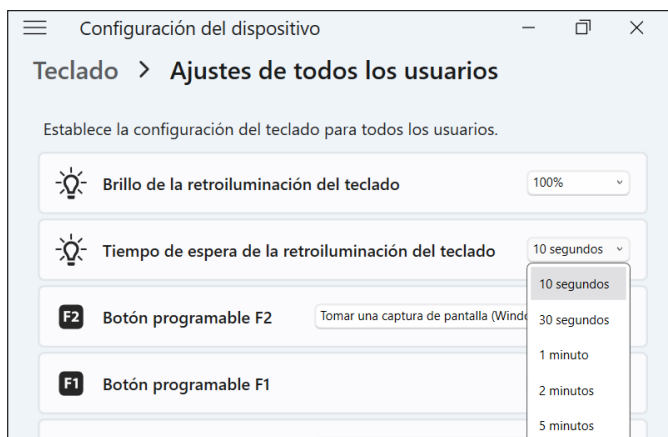 Configuración del dispositivo
Teclado > Ajustes de todos los usuarios
Establece la configuración del teclado para todos los usuarios.
Brillo de la retroiluminación del teclado 100%
Tiempo de espera de la retroiluminación del teclado 10 segundos
10 segundos
F2 Botón programable F2 Tomar una captura de pantalla (Windo
30 segundos
1 minuto
F1 Botón programable F1
2 minutos
5 minutos